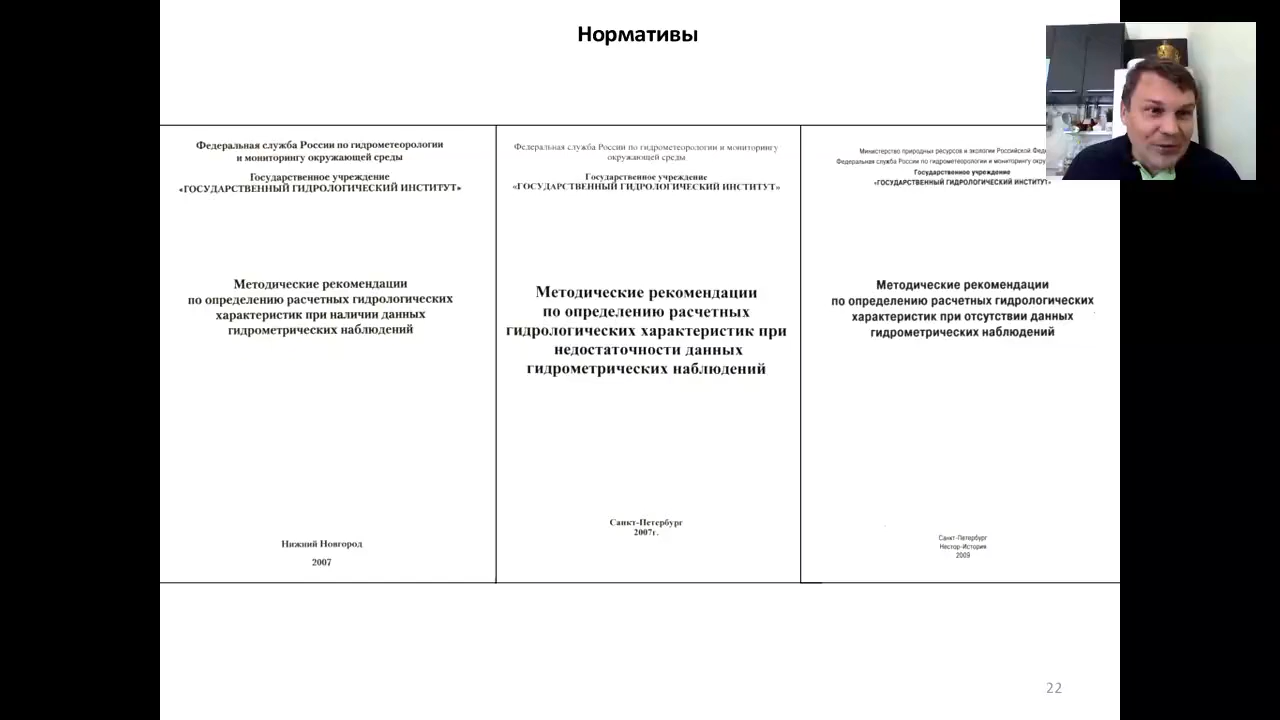 Нормативы
Федеральная служба России по гидрометеорологии
и мониторингу окружающей среды
Государственное учреждение
«ГОСУДАРСТВЕННЫЙ ГИДРОЛОГИЧЕСКИЙ ИНСТИТУТ»
Методические рекомендации
по определению расчетных гидрологических
характеристик при наличии данных
гидрометрических наблюдений
Нижний Новгород
2007
Федеральная служба России по гидрометеорологии и мониторингу
окружающей среды
Государственное учреждение
«ГОСУДАРСТВЕННЫЙ ГИДРОЛОГИЧЕСКИЙ ИНСТИТУТ»
Методические рекомендации
по определению расчетных
гидрологических характеристик при
недостаточности данных
гидрометрических наблюдений
Санкт-Петербург
2007г.
Министерство природных ресурсов и экологии Российской
Федеральная служба России по гидрометеорологии и мониторингу
Государственное учреждение
«ГОСУДАРСТВЕННЫЙ ГИДРОЛОГИЧЕСКИЙ ИНСТИТУТ»
Методические рекомендации
по определению расчетных гидрологических
характеристик при отсутствии данных
гидрометрических наблюдений
Санкт-Петербург
Нестор-История
2009
22